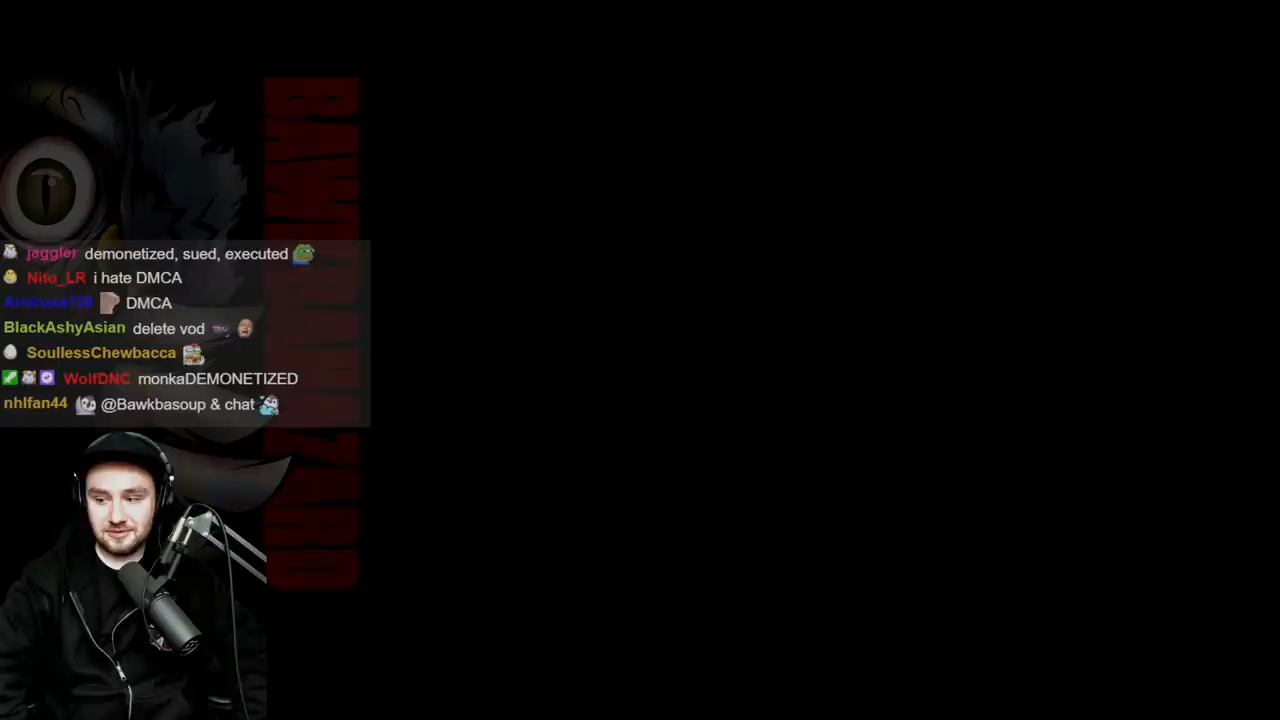 jaggler demonetized, sued, executed
Nito_LR i hate DMCA
DMCA
BlackAshyAsian delete vod
SoullessChewbacca
WolfDNC monkaDEMONETIZED
nhlfan44 @Bawkbasoup & chat